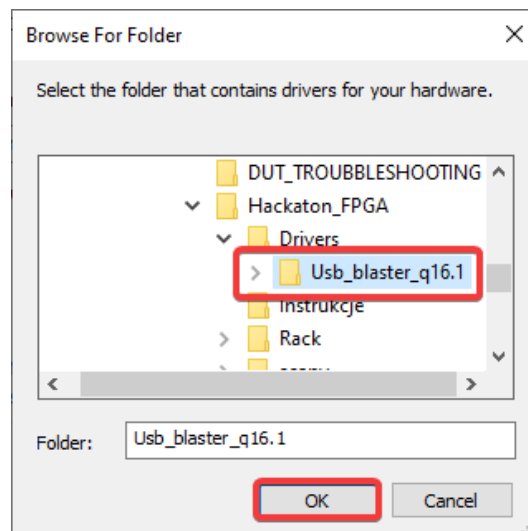 Browse For Folder
Select the folder that contains drivers for your hardware.
DUT_TROUBBLESHOOTING
Hackaton_FPGA
Drivers
Usb_blaster_q16.1
Instrukcje
Rack
Folder:
Usb_blaster_q16.1
OK
Cancel